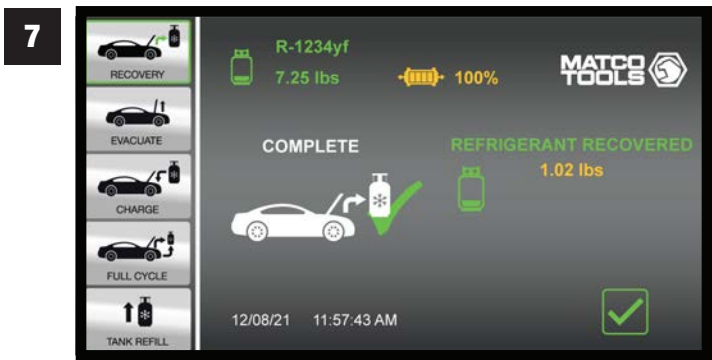 7
RECOVERY
EVACUATE
CHARGE
FULL CYCLE
TANK REFILL
R-1234yf
7.25 lbs
100%
MATCO
TOOLS
COMPLETE
REFRIGERANT RECOVERED
1.02 lbs
12/08/21 11:57:43 AM